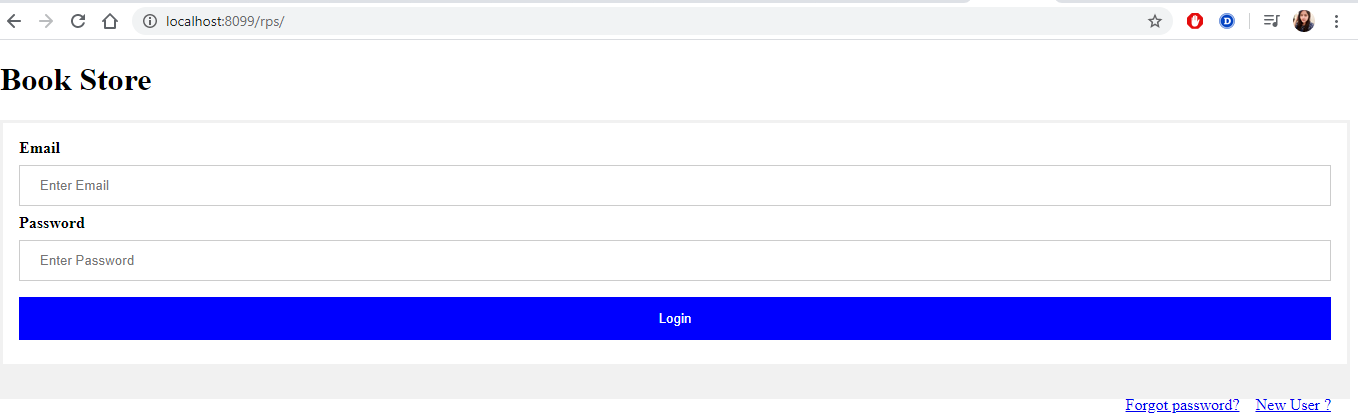 localhost:8099/rps/
Book Store
Email
Enter Email
Password
Enter Password
Login
Forgot password? New User ?